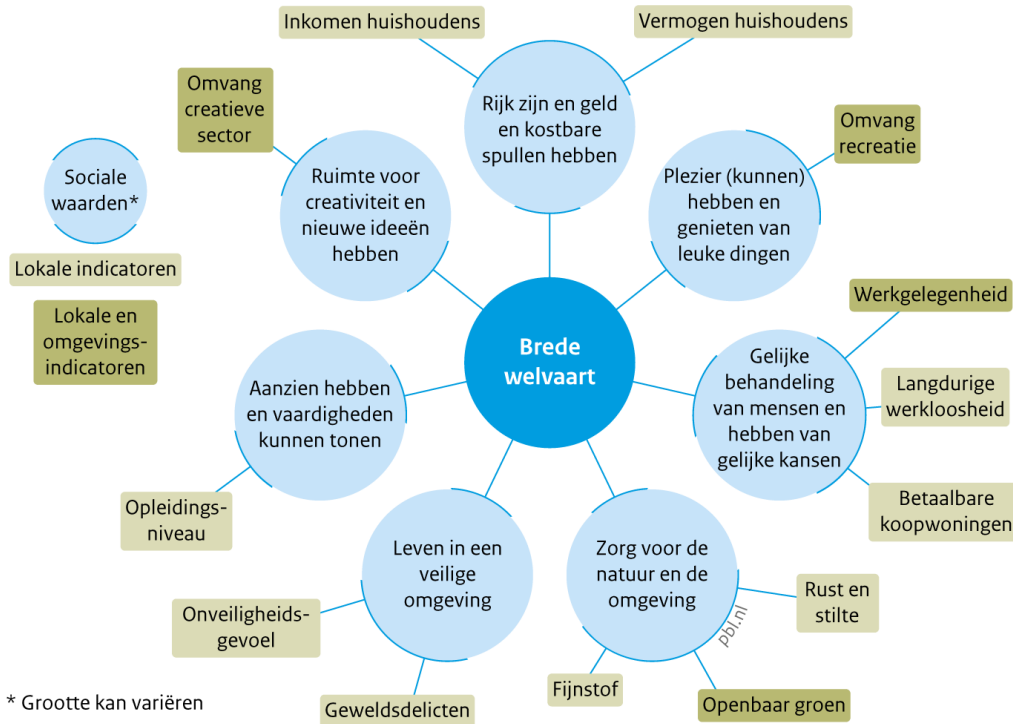 Inkomen huishoudens
Vermogen huishoudens
Rijk zijn en geld
en kostbare
spullen hebben
Omvang
creatieve
sector
Ruimte voor
creativiteit en
nieuwe ideeën
hebben
Omvang
recreatie
Plezier (kunnen)
hebben en
genieten van
leuke dingen
Sociale
waarden*
Lokale indicatoren
Lokale en
omgevings-
indicatoren
Brede
welvaart
Werkgelegenheid
Gelijke
behandeling
van mensen en
hebben van
gelijke kansen
Langdurige
werkloosheid
Betaalbare
koopwoningen
Aanzien hebben
en vaardigheden
kunnen tonen
Opleidings-
niveau
Leven in een
veilige
omgeving
Onveiligheids-
gevoel
Geweldsdelicten
Zorg voor de
natuur en de
omgeving
Rust en
stilte
pbl.nl
Fijnstof
Openbaar groen
* Grootte kan variëren